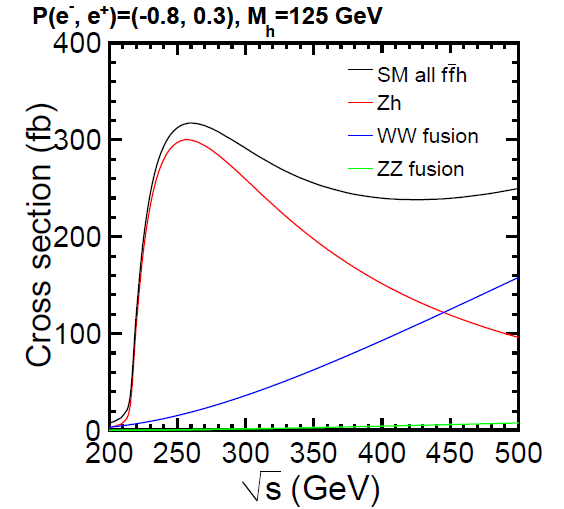 P(e⁻, e⁺)=(-0.8, 0.3), Mₕ=125 GeV
400
300
200
100
0
Cross section (fb)
SM all ff̄h
Zh
WW fusion
ZZ fusion
200 250 300 350 400 450 500
√s (GeV)